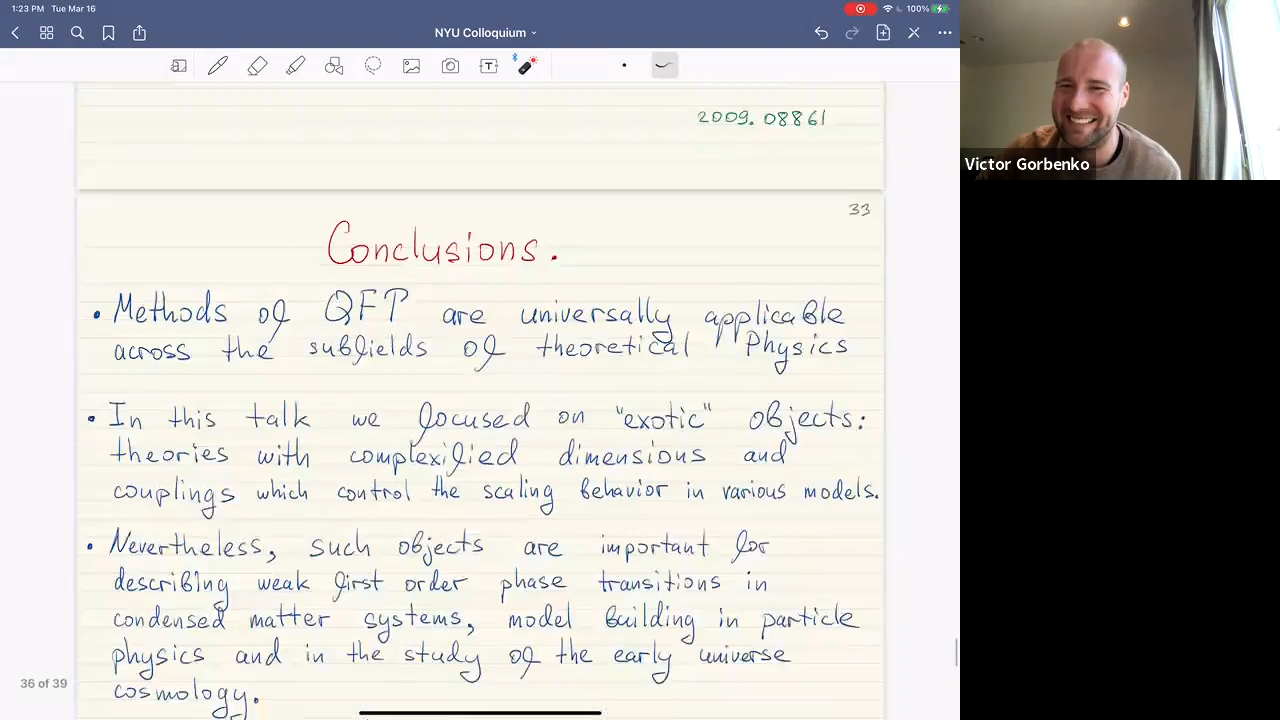 1:23 PM Tue Mar 16
100%
NYU Colloquium
T
2009.08861
33
Conclusions.
• Methods of QFT are universally applicable
across the subfields of theoretical Physics
• In this talk we focused on "exotic" objects:
theories with complexified dimensions and
couplings which control the scaling behavior in various models.
• Nevertheless, such objects are important for
describing weak first order phase transitions in
condensed matter systems, model building in particle
physics and in the study of the early universe
cosmology.
36 of 39
Victor Gorbenko